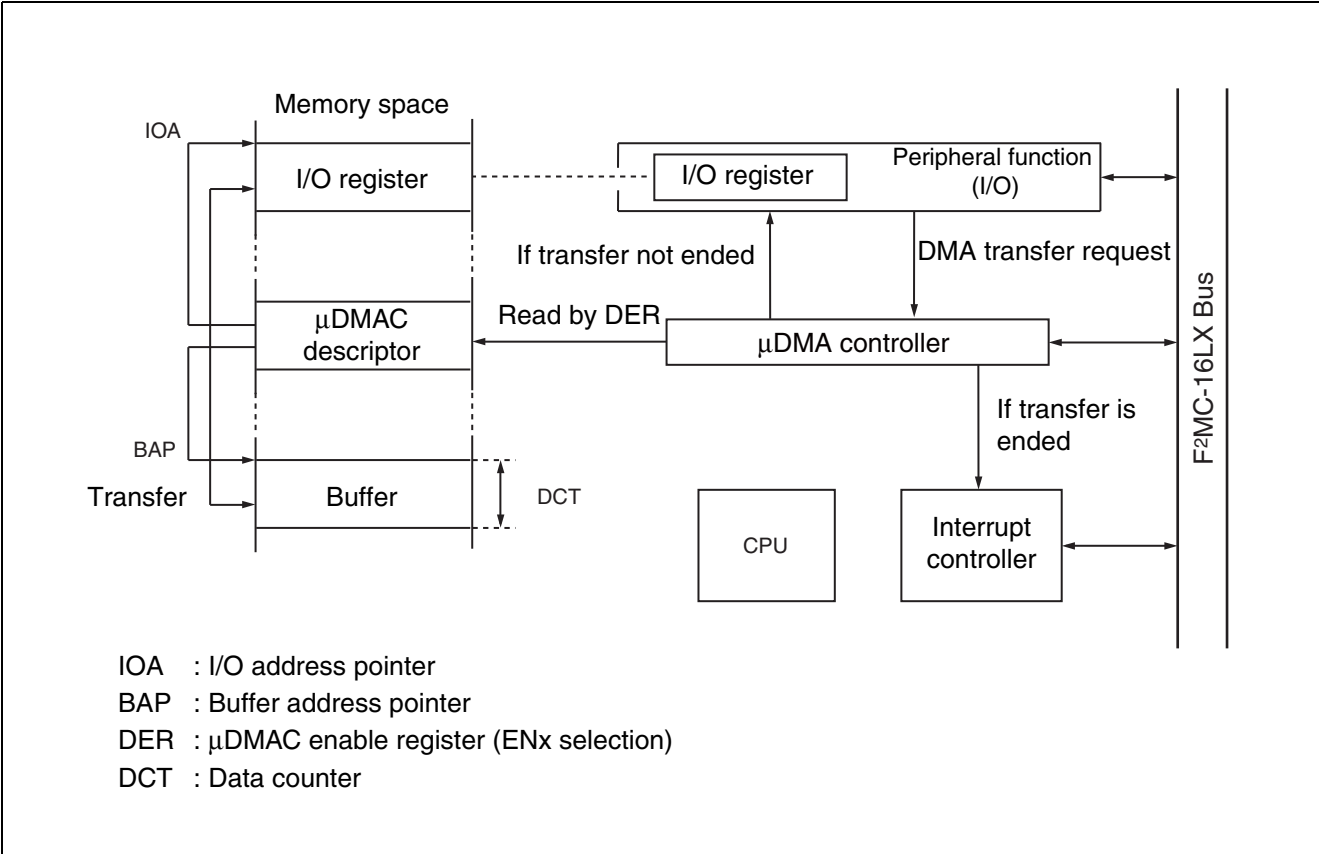 Memory space
IOA
I/O register
I/O register
Peripheral function
(I/O)
If transfer not ended
DMA transfer request
μDMAC
descriptor
Read by DER
μDMA controller
F²MC-16LX Bus
If transfer is
ended
BAP
Transfer
Buffer
DCT
CPU
Interrupt
controller
IOA : I/O address pointer
BAP : Buffer address pointer
DER : μDMAC enable register (ENx selection)
DCT : Data counter